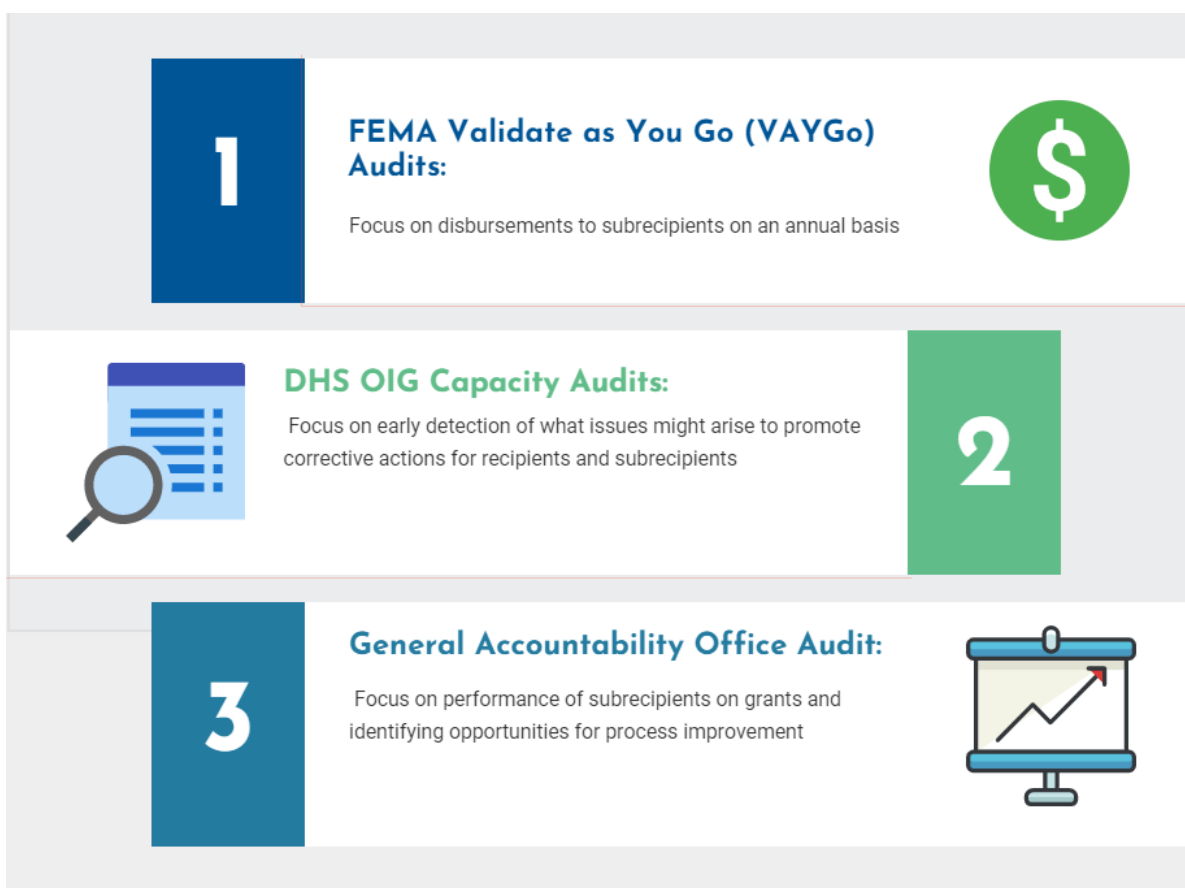 1
FEMA Validate as You Go (VAYGo)
Audits:
Focus on disbursements to subrecipients on an annual basis
$
DHS OIG Capacity Audits:
Focus on early detection of what issues might arise to promote
corrective actions for recipients and subrecipients
2
3
General Accountability Office Audit:
Focus on performance of subrecipients on grants and
identifying opportunities for process improvement